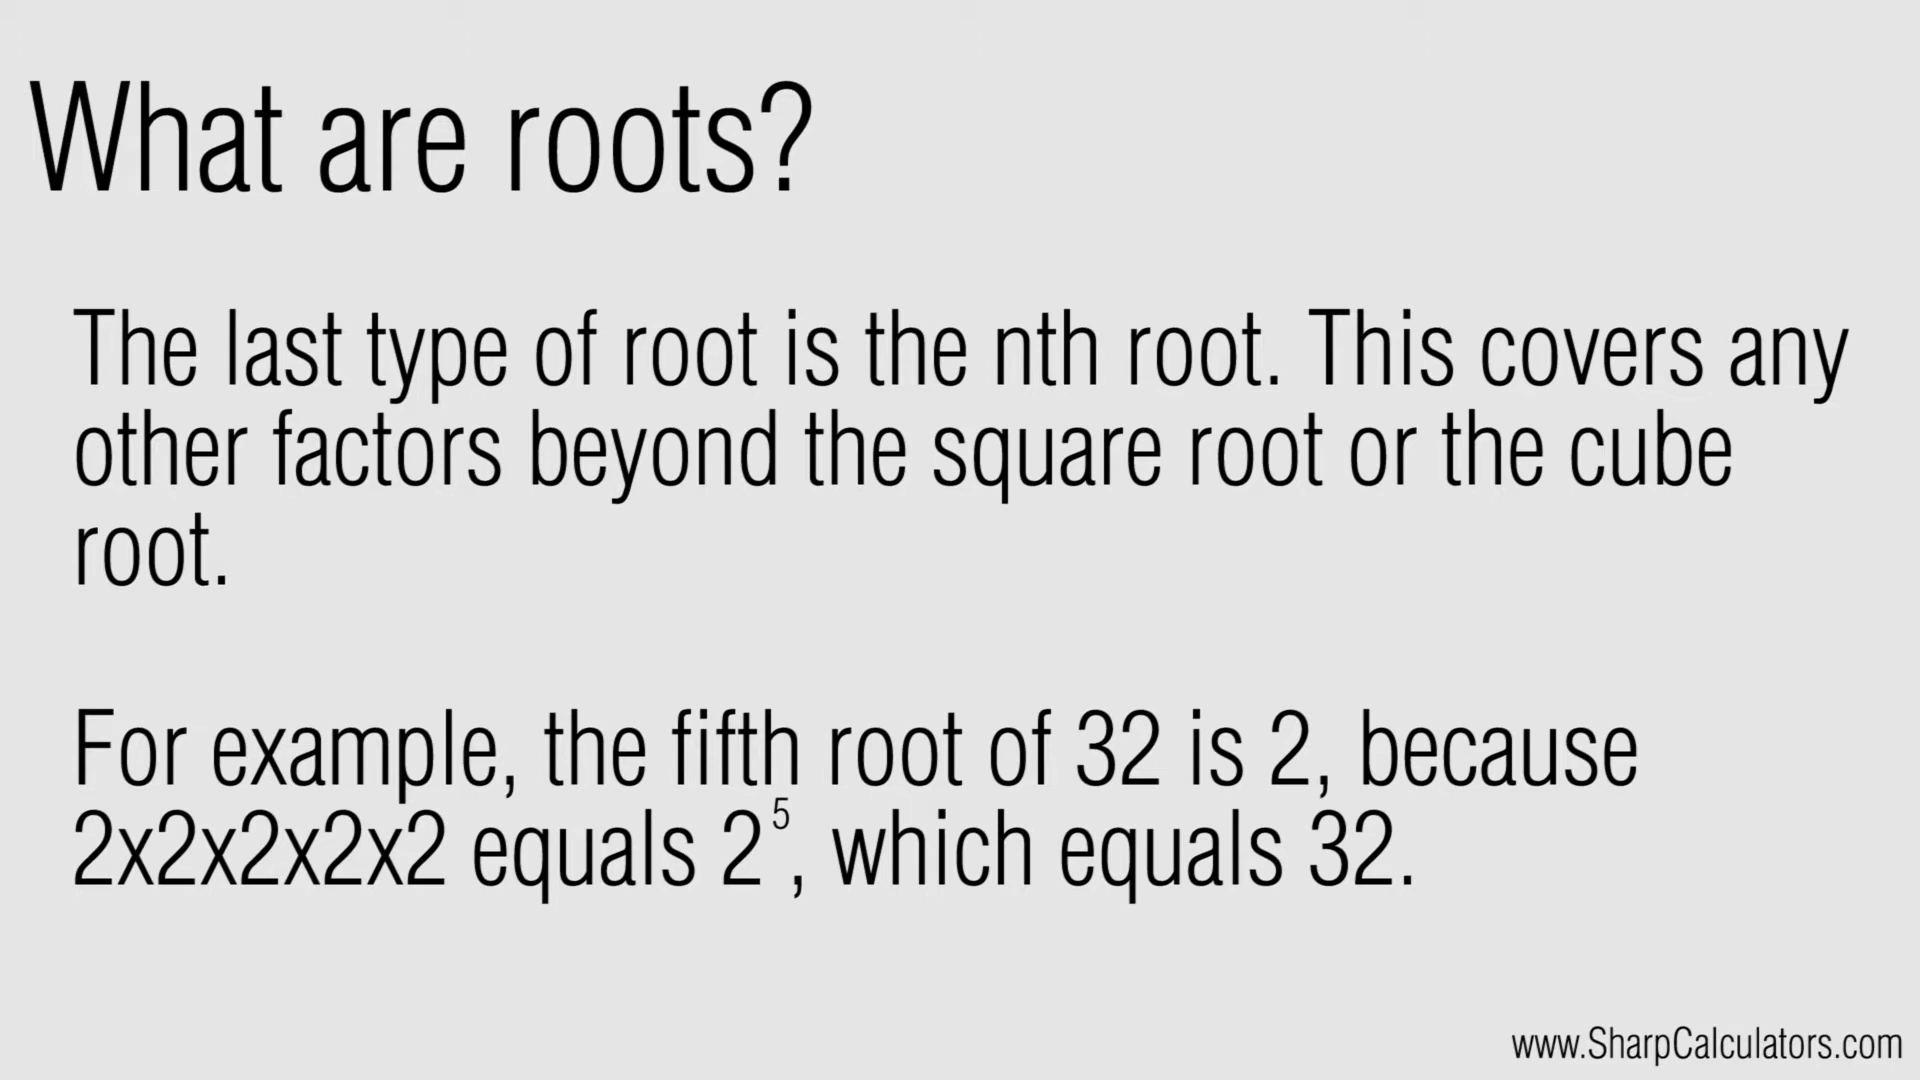 What are roots?
The last type of root is the nth root. This covers any
other factors beyond the square root or the cube
root.
For example, the fifth root of 32 is 2, because
2x2x2x2x2 equals 2⁵, which equals 32.
www.SharpCalculators.com